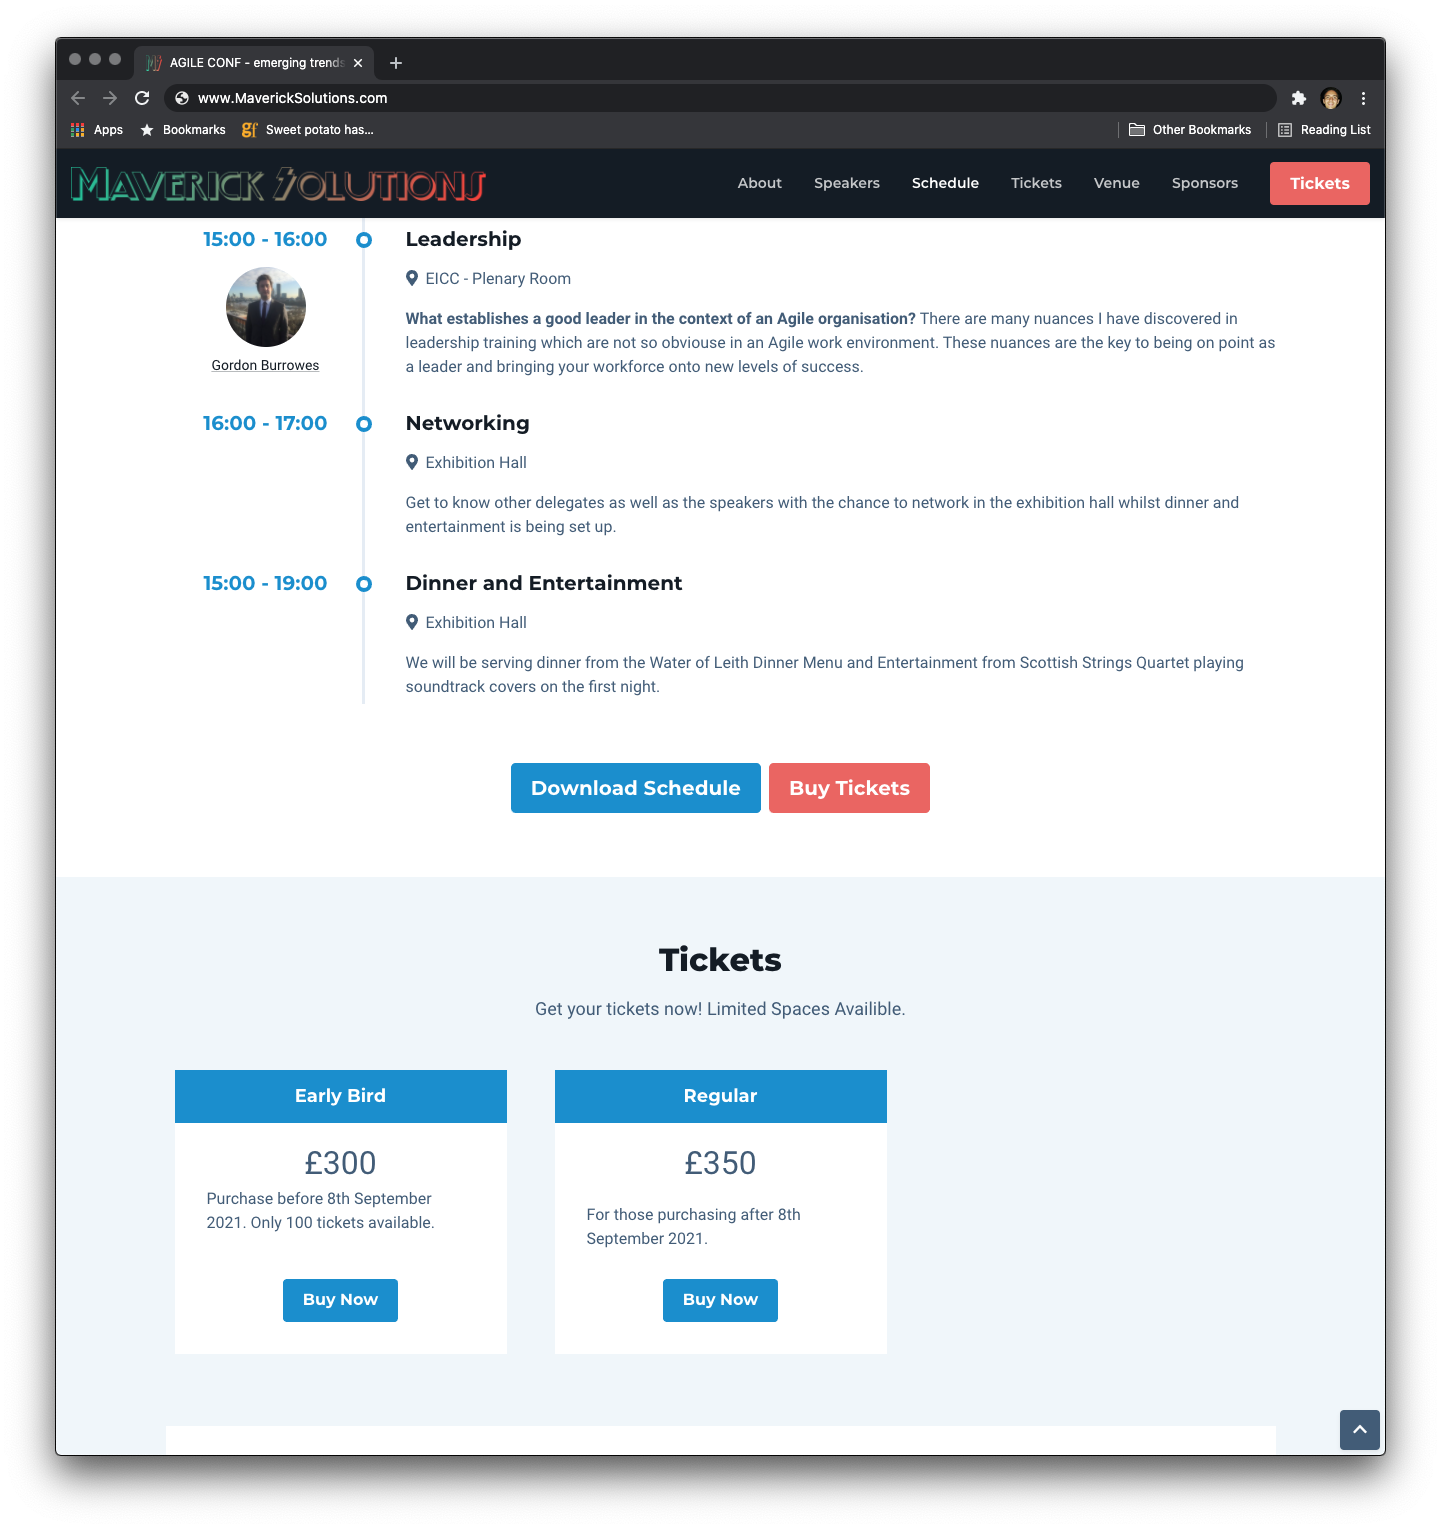 AGILE CONF - emerging trends
www.MaverickSolutions.com
Apps
Bookmarks
gf
Sweet potato has...
Other Bookmarks
Reading List
MAVERICK SOLUTIONS
About
Speakers
Schedule
Tickets
Venue
Sponsors
Tickets
15:00 - 16:00
Gordon Burrowes
Leadership
EICC - Plenary Room
What establishes a good leader in the context of an Agile organisation? There are many nuances I have discovered in
leadership training which are not so obviouse in an Agile work environment. These nuances are the key to being on point as
a leader and bringing your workforce onto new levels of success.
16:00 - 17:00
Networking
Exhibition Hall
Get to know other delegates as well as the speakers with the chance to network in the exhibition hall whilst dinner and
entertainment is being set up.
15:00 - 19:00
Dinner and Entertainment
Exhibition Hall
We will be serving dinner from the Water of Leith Dinner Menu and Entertainment from Scottish Strings Quartet playing
soundtrack covers on the first night.
Download Schedule
Buy Tickets
Tickets
Get your tickets now! Limited Spaces Availible.
Early Bird
£300
Purchase before 8th September
2021. Only 100 tickets available.
Buy Now
Regular
£350
For those purchasing after 8th
September 2021.
Buy Now